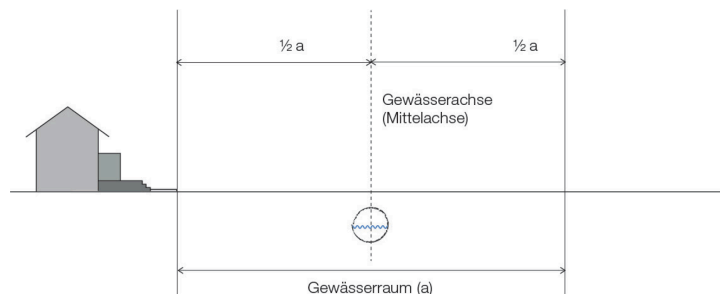 ½ a
½ a
Gewässerachse
(Mittelachse)
Gewässerraum (a)